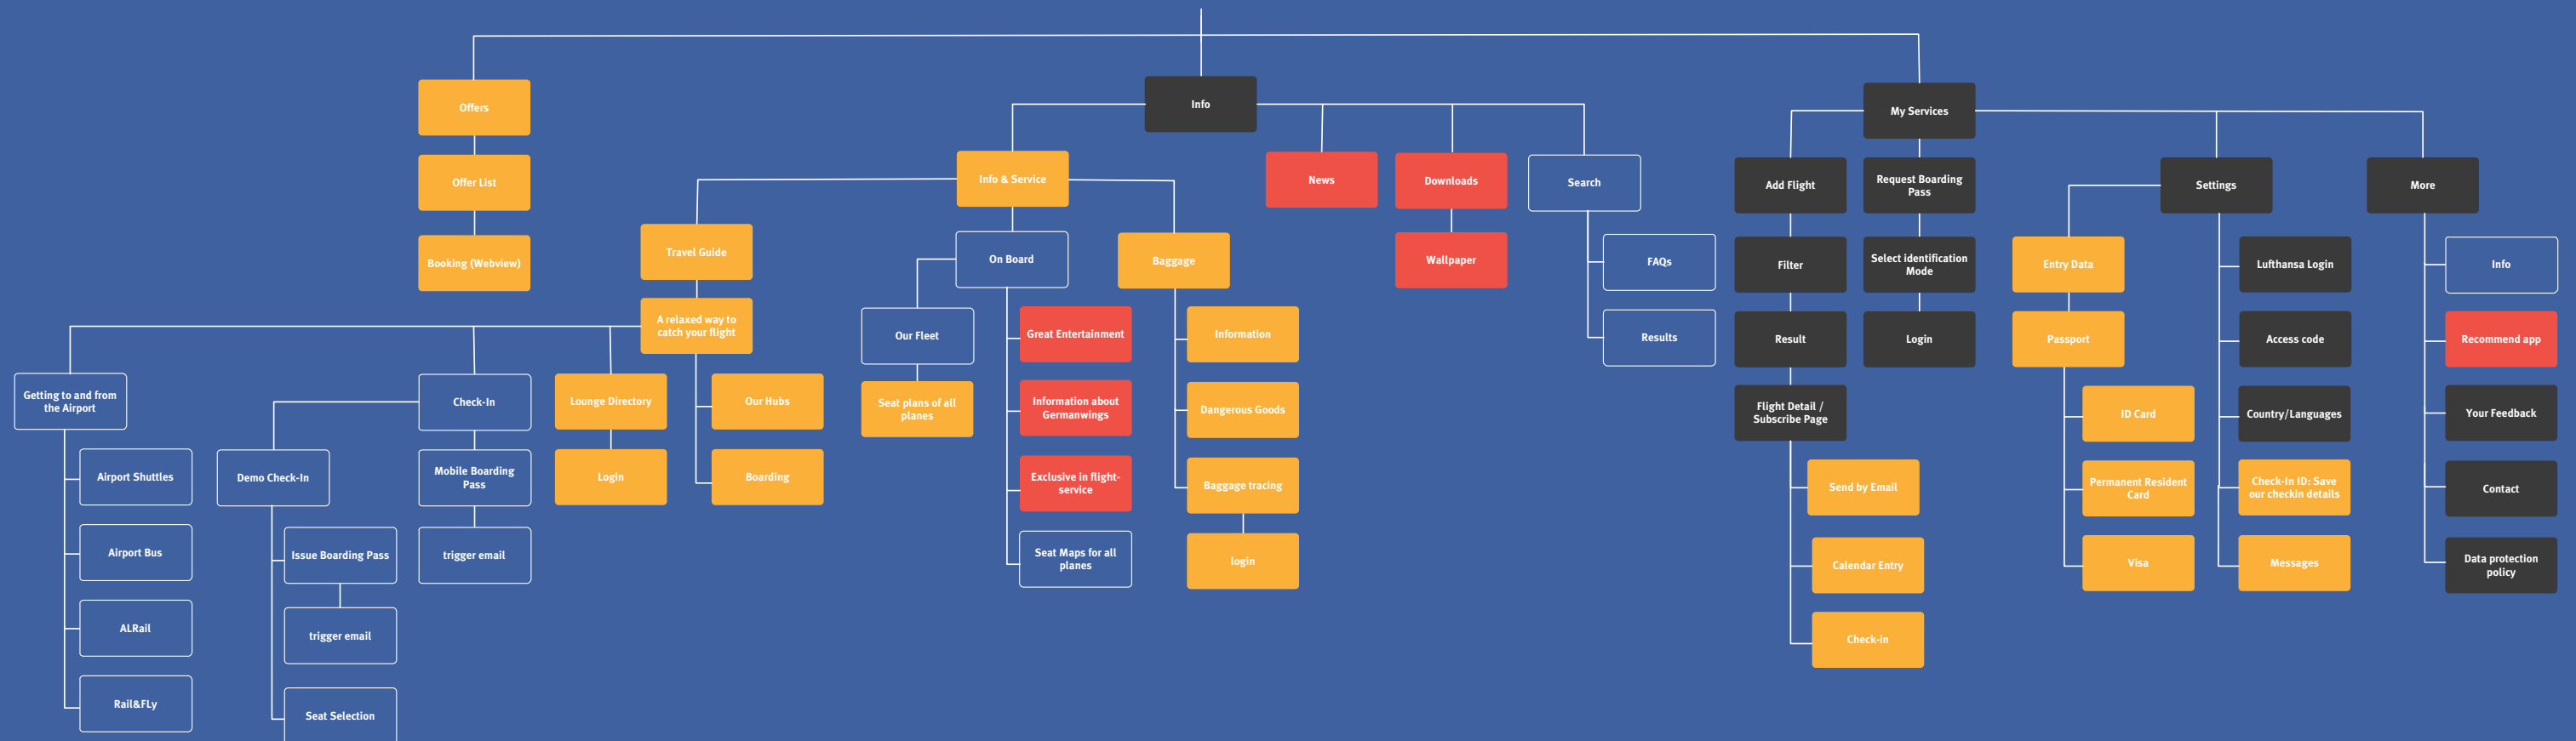 Offers
Offer List
Booking (Webview)
Info
Info & Service
News
Downloads
Wallpaper
Search
FAQs
Results
Travel Guide
A relaxed way to
catch your flight
On Board
Baggage
Our Fleet
Seat plans of all
planes
Great Entertainment
Information about
Germanwings
Exclusive in flight-
service
Seat Maps for all
planes
Information
Dangerous Goods
Baggage tracing
login
Getting to and from
the Airport
Airport Shuttles
Airport Bus
ALRail
Rail&FLy
Check-In
Demo Check-In
Issue Boarding Pass
trigger email
Seat Selection
Mobile Boarding
Pass
trigger email
Lounge Directory
Login
Our Hubs
Boarding
My Services
Add Flight
Filter
Result
Flight Detail /
Subscribe Page
Send by Email
Calendar Entry
Check-in
Request Boarding
Pass
Select identification
Mode
Login
Settings
Entry Data
Passport
ID Card
Permanent Resident
Card
Visa
Lufthansa Login
Access code
Country/Languages
Check-In ID: Save
our checkin details
Messages
More
Info
Recommend app
Your Feedback
Contact
Data protection
policy